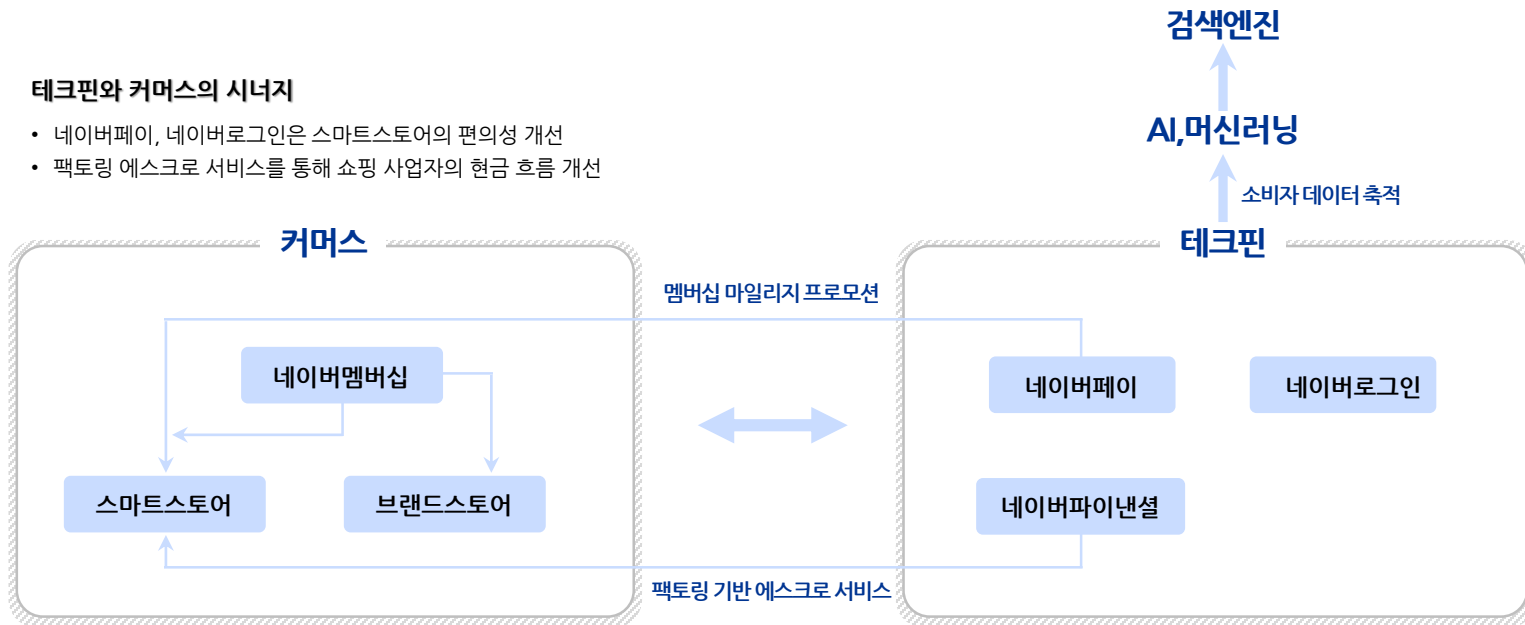 검색엔진
테크핀와 커머스의 시너지
• 네이버페이, 네이버로그인은 스마트스토어의 편의성 개선
• 팩토링 에스크로 서비스를 통해 쇼핑 사업자의 현금 흐름 개선
AI,머신러닝
소비자 데이터 축적
커머스
테크핀
멤버십 마일리지 프로모션
네이버멤버십
네이버페이
네이버로그인
스마트스토어
브랜드스토어
네이버파이낸셜
팩토링 기반 에스크로 서비스